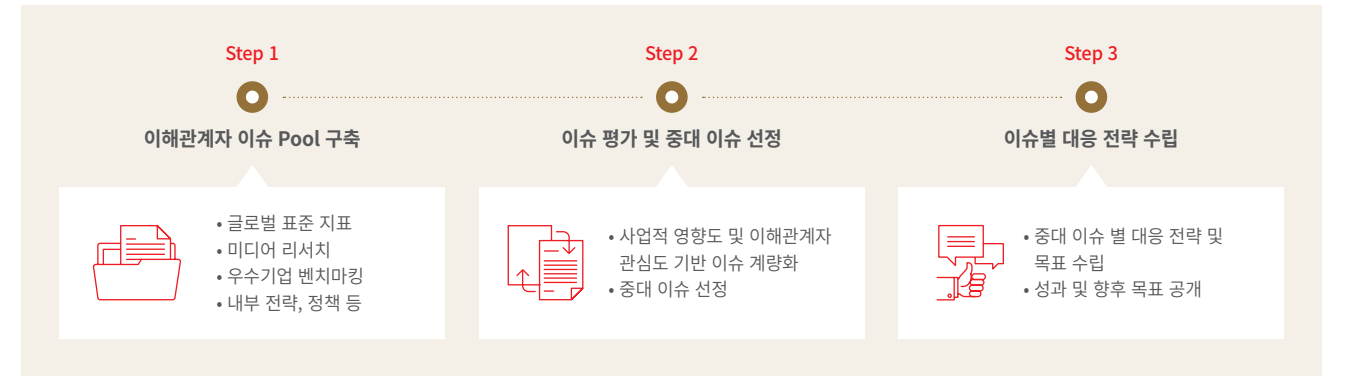 Step 1
이해관계자 이슈 Pool 구축
• 글로벌 표준 지표
• 미디어 리서치
• 우수기업 벤치마킹
• 내부 전략, 정책 등
Step 2
이슈 평가 및 중대 이슈 선정
• 사업적 영향도 및 이해관계자
관심도 기반 이슈 계량화
• 중대 이슈 선정
Step 3
이슈별 대응 전략 수립
• 중대 이슈 별 대응 전략 및
목표 수립
• 성과 및 향후 목표 공개